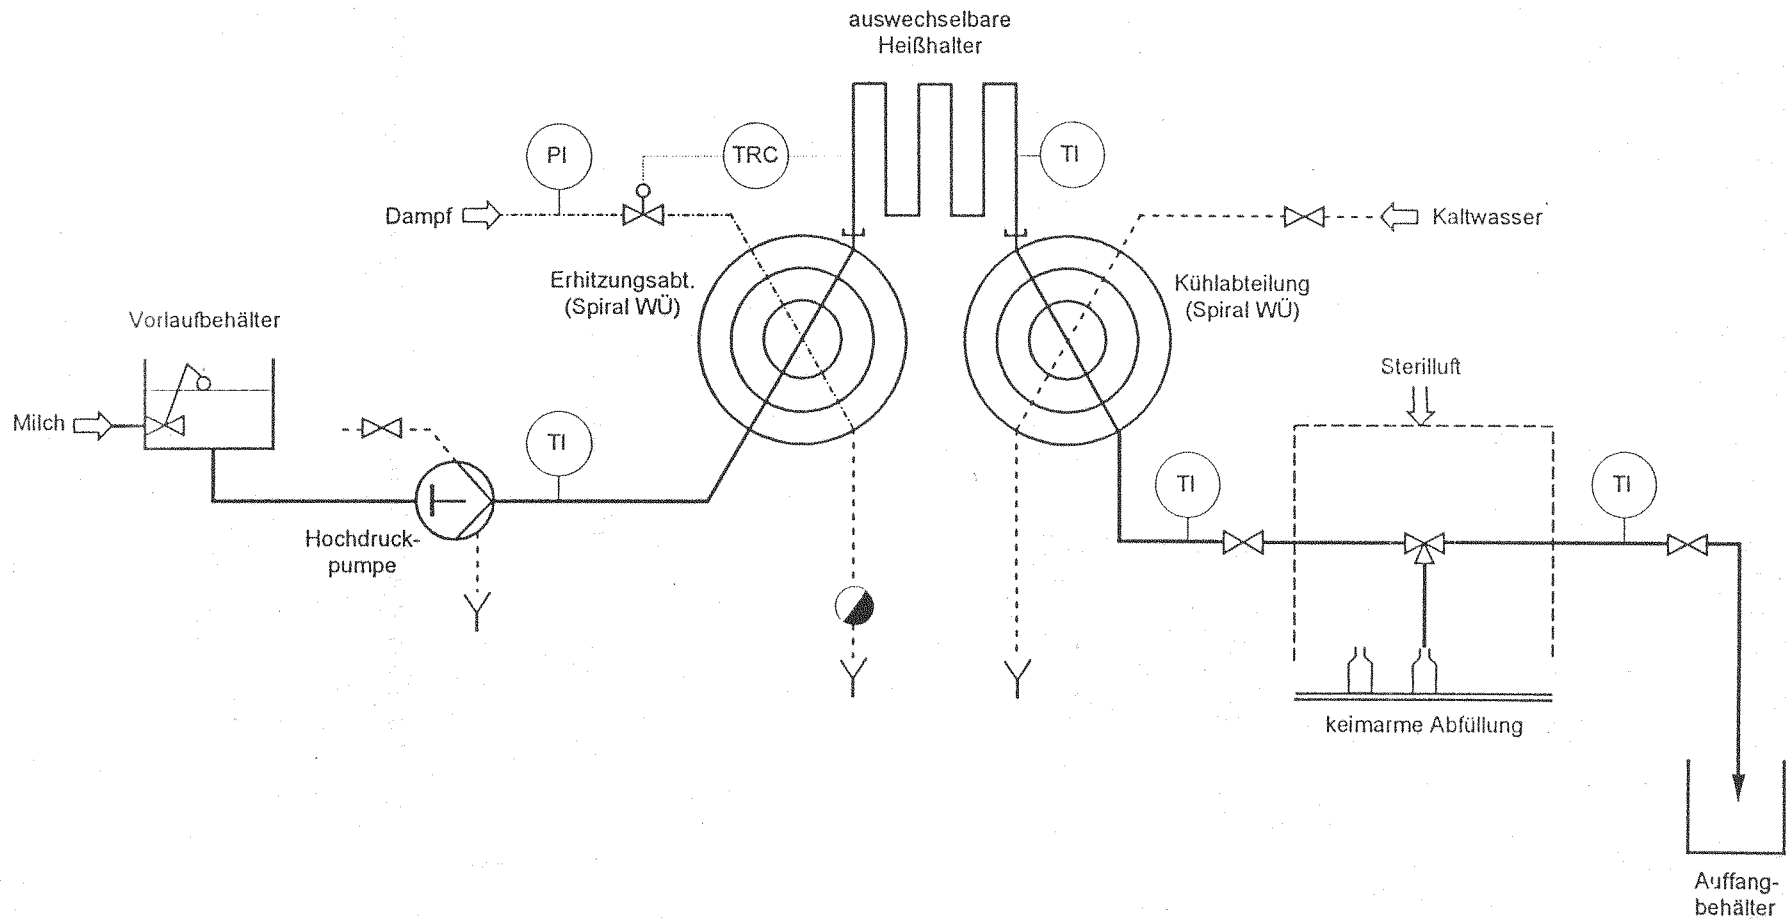 auswechselbare
Heißhalter
PI
TRC
TI
Dampf
Kaltwasser
Erhitzungsabt.
(Spiral WÜ)
Kühlabteilung
(Spiral WÜ)
Vorlaufbehälter
Sterilluft
Milch
TI
TI
TI
Hochdruck-
pumpe
keimarme Abfüllung
Auffang-
behälter